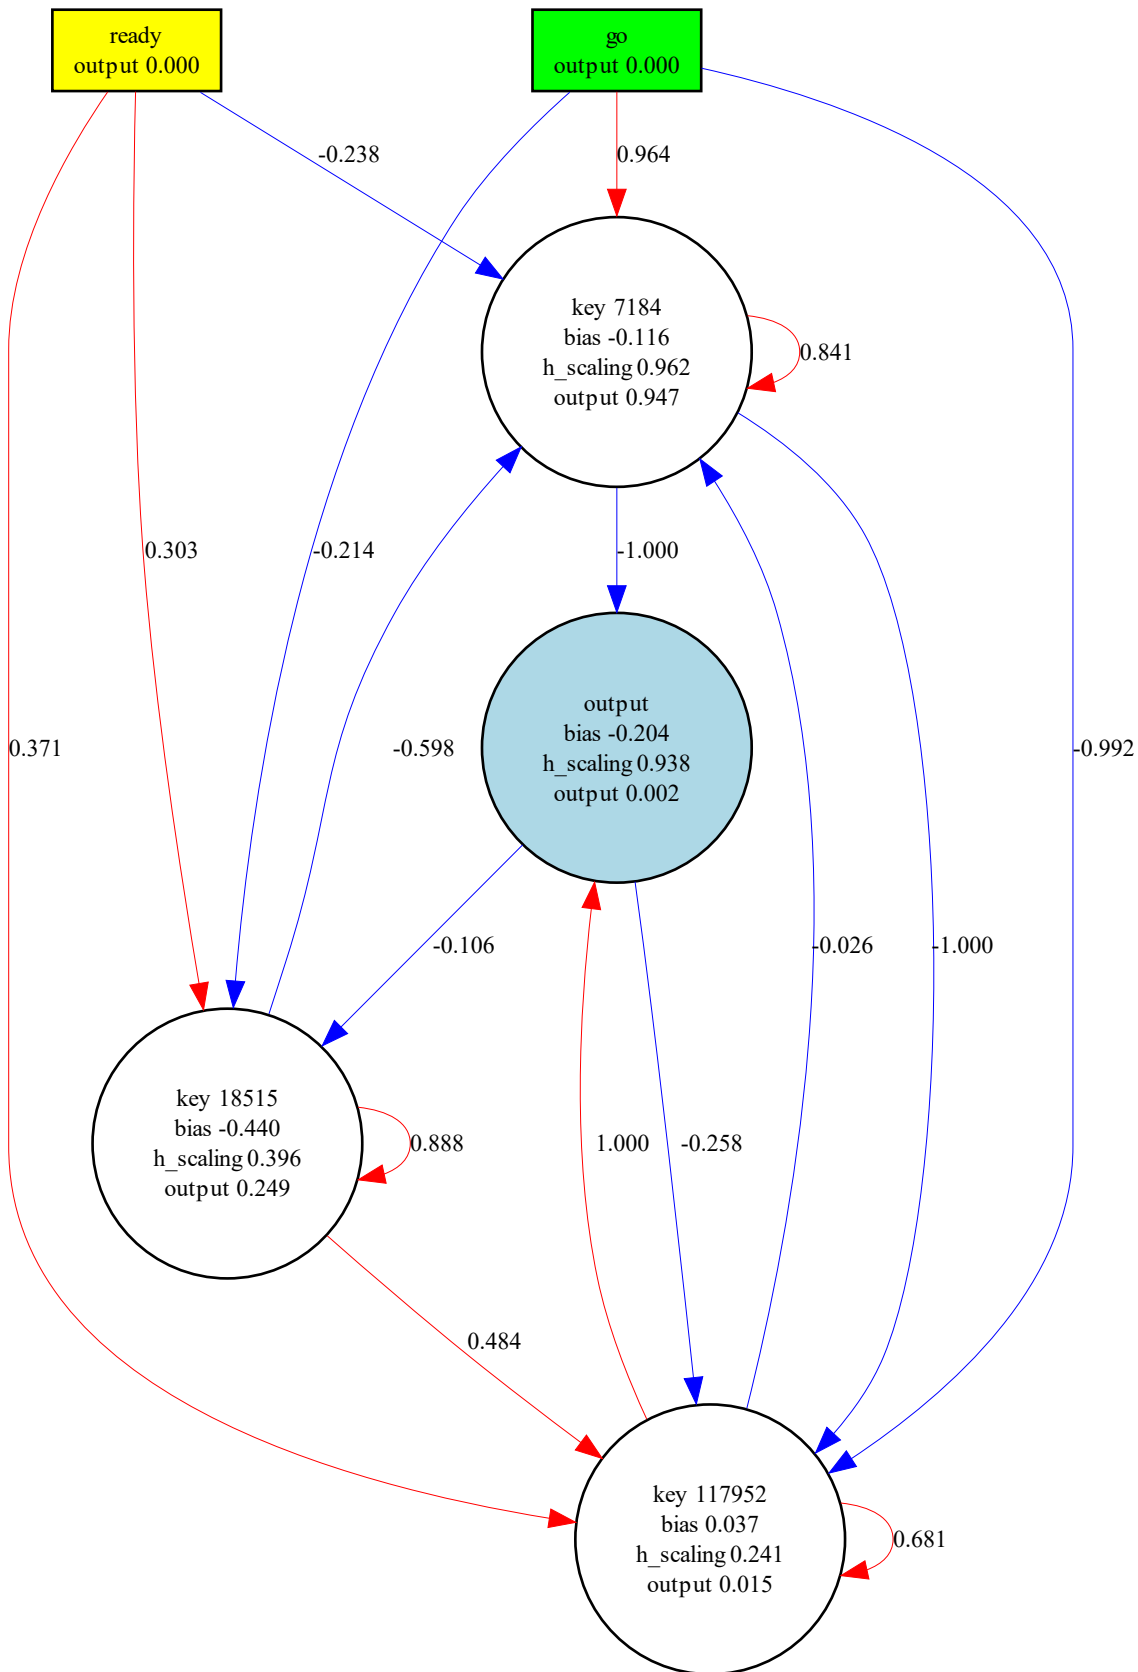 ready
output 0.000
go
output 0.000
-0.238
0.964
key 7184
bias -0.116
h_scaling 0.962
output 0.947
0.841
0.303
-0.214
-1.000
output
bias -0.204
h_scaling 0.938
output 0.002
0.371
-0.598
-0.992
-0.106
-0.026
-1.000
key 18515
bias -0.440
h_scaling 0.396
output 0.249
0.888
1.000
-0.258
0.484
key 117952
bias 0.037
h_scaling 0.241
output 0.015
0.681